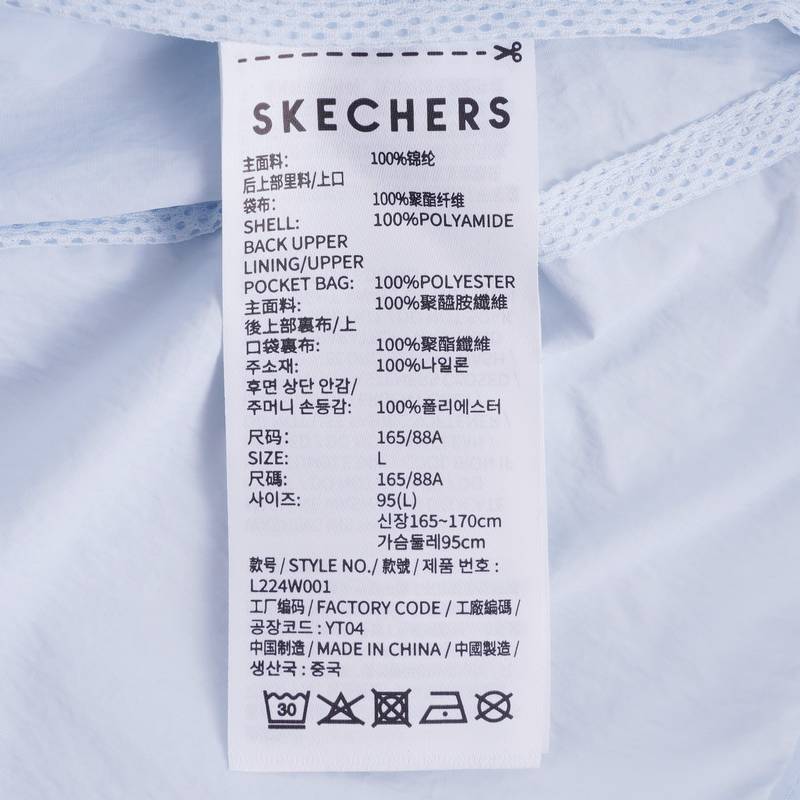 SKECHERS
主面料: 100%锦纶
后上部里料/上口
袋布: 100%聚酯纤维
SHELL: 100%POLYAMIDE
BACK UPPER
LINING/UPPER
POCKET BAG: 100%POLYESTER
主面料: 100%聚醯胺纖維
後上部裏布/上
口袋裏布: 100%聚酯纖維
주소재: 100%나일론
후면 상단 안감/
주머니 손등감: 100%폴리에스터
尺码: 165/88A
SIZE: L
尺碼: 165/88A
사이즈: 95(L)
신장165~170cm
가슴둘레95cm
款号 / STYLE NO./ 款號 / 제품 번호 :
L224W001
工厂编码 / FACTORY CODE / 工廠編碼 /
공장코드 : YT04
中国制造 / MADE IN CHINA / 中國製造 /
생산국 : 중국
30